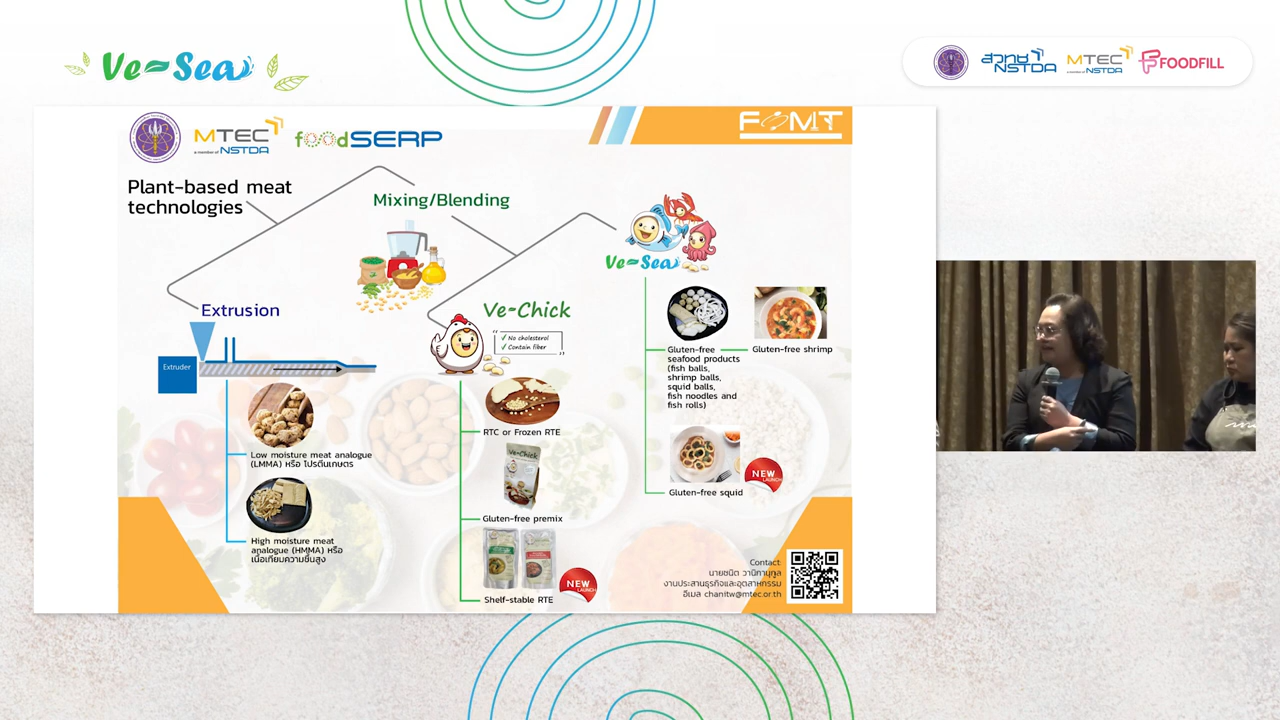 Ve-Sea
สวทช
NSTDA
MTEC
a member of NSTDA
FOODFILL
MTEC
a member of NSTDA
foodSERP
FOMT
Plant-based meat
technologies
Mixing/Blending
Ve-Sea
Extrusion
Extruder
Ve-Chick
No cholesterol
Contain fiber
Gluten-free
seafood products
(fish balls,
shrimp balls,
squid balls,
fish noodles and
fish rolls)
Gluten-free shrimp
RTC or Frozen RTE
Low moisture meat analogue
(LMMA) หรือ โปรตีนเกษตร
Ve-Chick
Gluten-free squid
NEW
LAUNCH
Gluten-free premix
High moisture meat
analogue (HMMA) หรือ
เนื้อเทียมความชื้นสูง
Shelf-stable RTE
NEW
LAUNCH
Contact:
นายชนิต วานิกานุกูล
งานประสานธุรกิจและอุตสาหกรรม
อีเมล chanitw@mtec.or.th